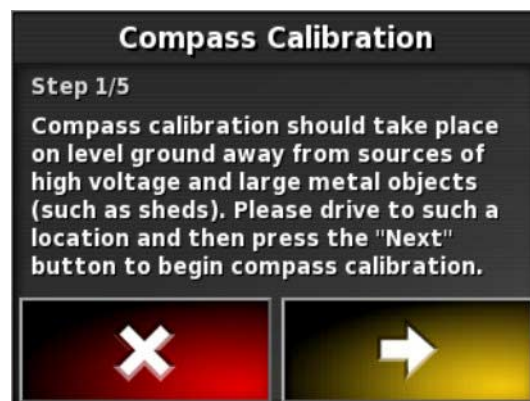 Compass Calibration
Step 1/5
Compass calibration should take place
on level ground away from sources of
high voltage and large metal objects
(such as sheds). Please drive to such a
location and then press the "Next"
button to begin compass calibration.